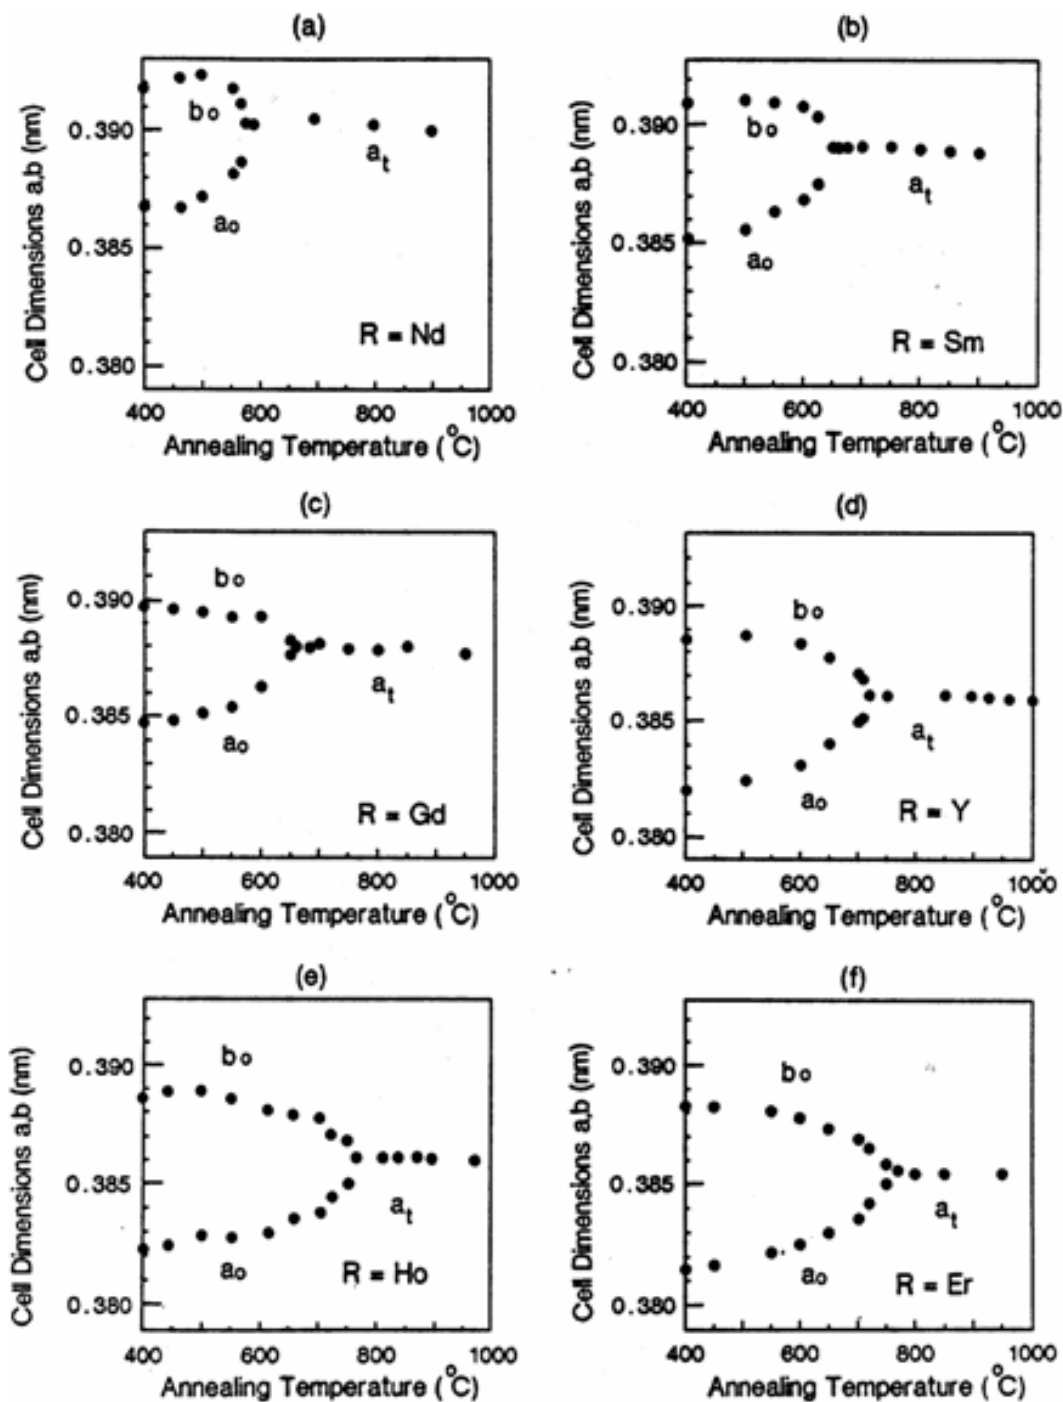 (a)
Cell Dimensions a,b (nm)
0.390
0.385
0.380
bo
ao
at
R = Nd
400 600 800 1000
Annealing Temperature (°C)
(b)
Cell Dimensions a,b (nm)
0.390
0.385
0.380
bo
ao
at
R = Sm
400 600 800 1000
Annealing Temperature (°C)
(c)
Cell Dimensions a,b (nm)
0.390
0.385
0.380
bo
ao
at
R = Gd
400 600 800 1000
Annealing Temperature (°C)
(d)
Cell Dimensions a,b (nm)
0.390
0.385
0.380
bo
ao
at
R = Y
400 600 800 1000
Annealing Temperature (°C)
(e)
Cell Dimensions a,b (nm)
0.390
0.385
0.380
bo
ao
at
R = Ho
400 600 800 1000
Annealing Temperature (°C)
(f)
Cell Dimensions a,b (nm)
0.390
0.385
0.380
bo
ao
at
R = Er
400 600 800 1000
Annealing Temperature (°C)